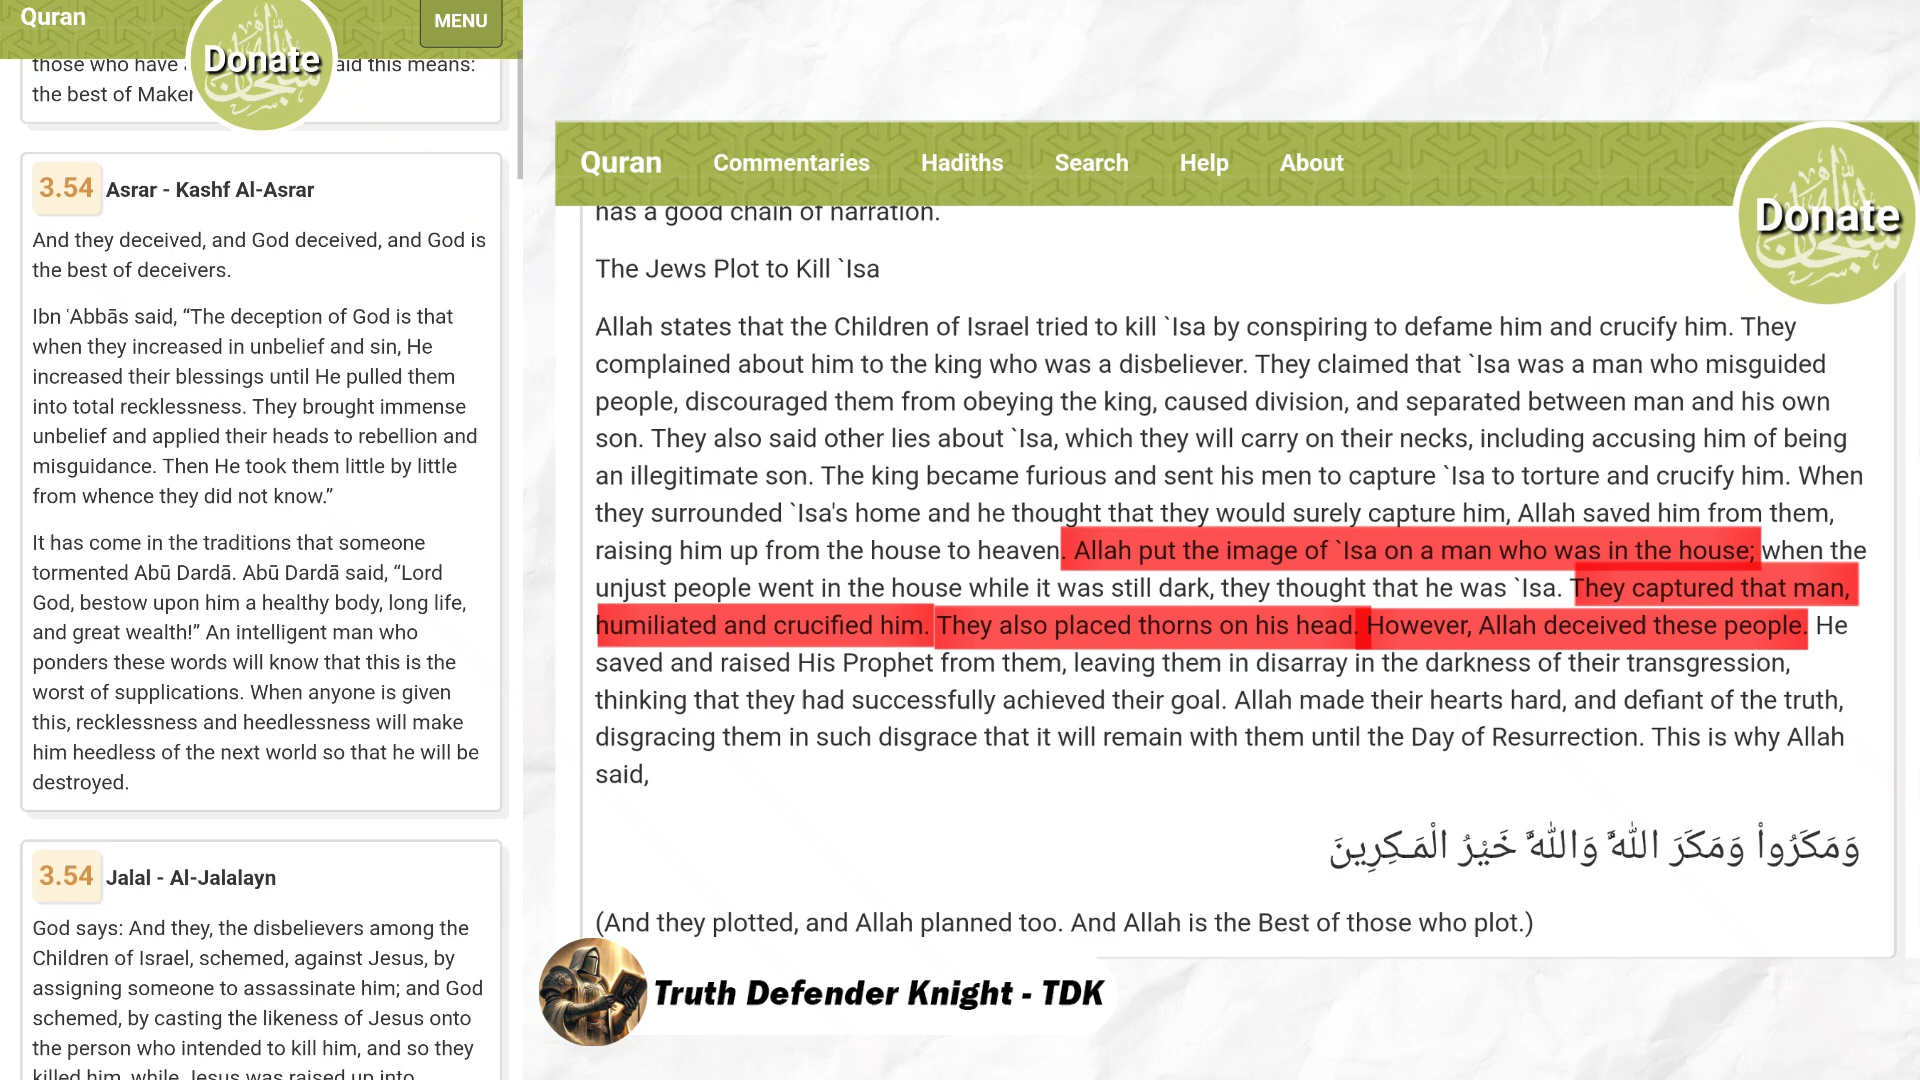 Quran
MENU
Donate
those who have
aid this means:
the best of Maker
3.54 Asrar - Kashf Al-Asrar
And they deceived, and God deceived, and God is
the best of deceivers.
Ibn ʿAbbās said, “The deception of God is that
when they increased in unbelief and sin, He
increased their blessings until He pulled them
into total recklessness. They brought immense
unbelief and applied their heads to rebellion and
misguidance. Then He took them little by little
from whence they did not know.”
It has come in the traditions that someone
tormented Abū Dardā. Abū Dardā said, “Lord
God, bestow upon him a healthy body, long life,
and great wealth!” An intelligent man who
ponders these words will know that this is the
worst of supplications. When anyone is given
this, recklessness and heedlessness will make
him heedless of the next world so that he will be
destroyed.
3.54 Jalal - Al-Jalalayn
God says: And they, the disbelievers among the
Children of Israel, schemed, against Jesus, by
assigning someone to assassinate him; and God
schemed, by casting the likeness of Jesus onto
the person who intended to kill him, and so they
killed him, while Jesus was raised up into
Quran Commentaries Hadiths Search Help About
Donate
has a good chain of narration.
The Jews Plot to Kill `Isa
Allah states that the Children of Israel tried to kill `Isa by conspiring to defame him and crucify him. They
complained about him to the king who was a disbeliever. They claimed that `Isa was a man who misguided
people, discouraged them from obeying the king, caused division, and separated between man and his own
son. They also said other lies about `Isa, which they will carry on their necks, including accusing him of being
an illegitimate son. The king became furious and sent his men to capture `Isa to torture and crucify him. When
they surrounded `Isa's home and he thought that they would surely capture him, Allah saved him from them,
raising him up from the house to heaven. Allah put the image of `Isa on a man who was in the house; when the
unjust people went in the house while it was still dark, they thought that he was `Isa. They captured that man,
humiliated and crucified him. They also placed thorns on his head. However, Allah deceived these people. He
saved and raised His Prophet from them, leaving them in disarray in the darkness of their transgression,
thinking that they had successfully achieved their goal. Allah made their hearts hard, and defiant of the truth,
disgracing them in such disgrace that it will remain with them until the Day of Resurrection. This is why Allah
said,
وَمَكَرُواْ وَمَكَرَ اللَّهُ وَاللَّهُ خَيْرُ الْمَـكِرِينَ
(And they plotted, and Allah planned too. And Allah is the Best of those who plot.)
Truth Defender Knight - TDK